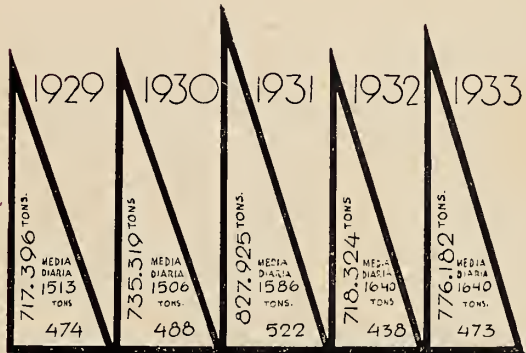 1929
717.396 TONS.
MEDIA
DIARIA
1513
TONS
474
1930
735.319 TONS
MEDIA
DIARIA
1506
TONS.
488
1931
827.925 TONS.
MEDIA
DIARIA
1586
TONS.
522
1932
718.324 TONS
MEDIA
DIARIA
1640
TONS
438
1933
776.182 TONS.
MEDIA
DIARIA
1640
TONS.
473